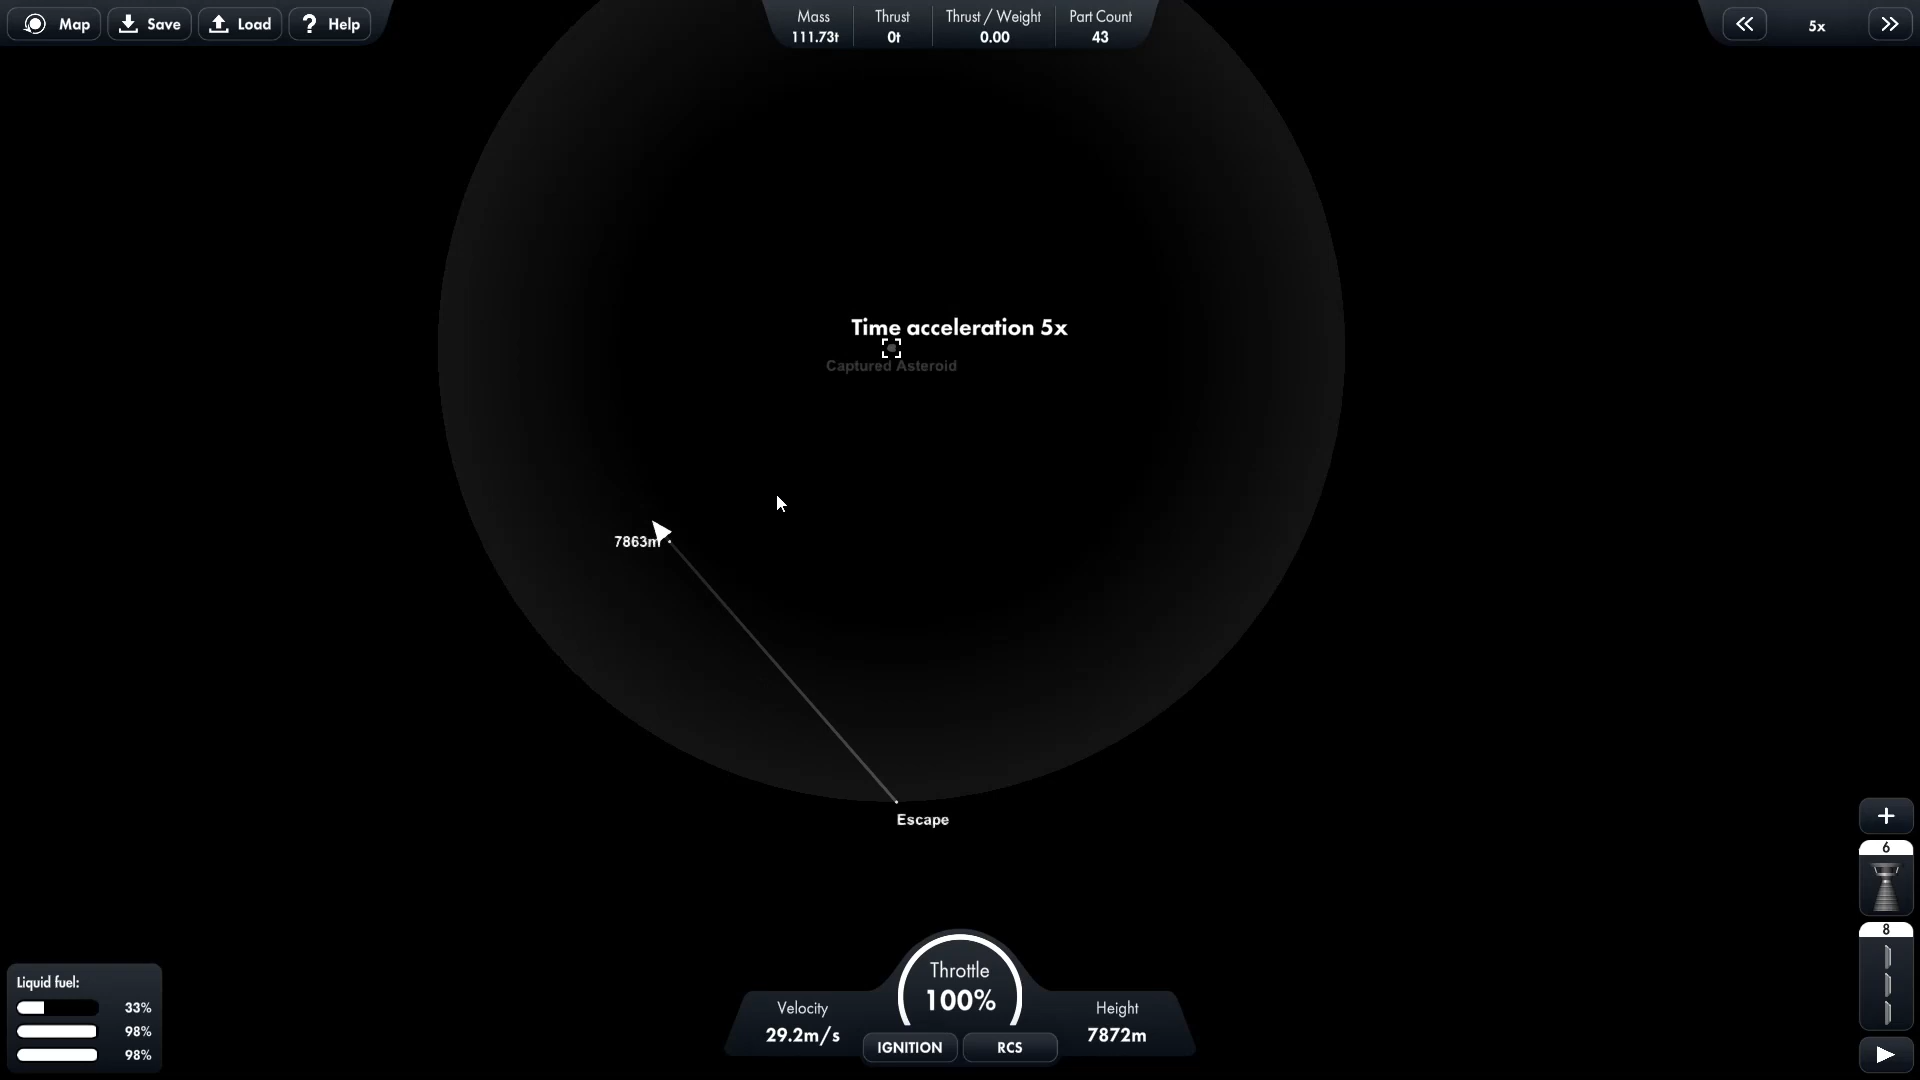 Map
Save
Load
Help
Mass
111.73t
Thrust
0t
Thrust / Weight
0.00
Part Count
43
5x
Time acceleration 5x
Captured Asteroid
7863m
Escape
6
8
Liquid fuel:
33%
98%
98%
Throttle
100%
Velocity
29.2m/s
Height
7872m
IGNITION
RCS